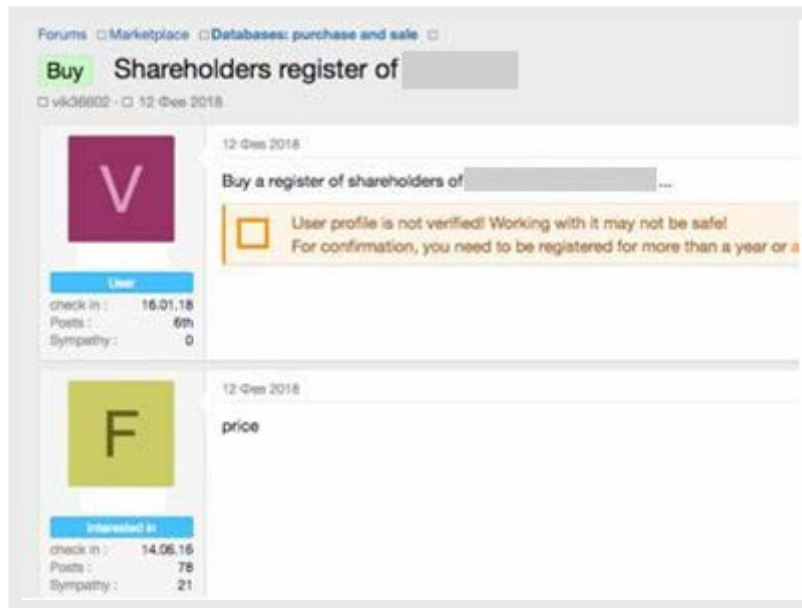 Forums Marketplace Databases: purchase and sale
Buy Shareholders register of
vik36602 · 12 Фев 2018
12 Фев 2018
V
Buy a register of shareholders of ...
User profile is not verified! Working with it may not be safe!
For confirmation, you need to be registered for more than a year or a
User
check in : 16.01.18
Posts : 6th
Sympathy : 0
12 Фев 2018
F
price
Interested in
check in : 14.06.16
Posts : 78
Sympathy : 21